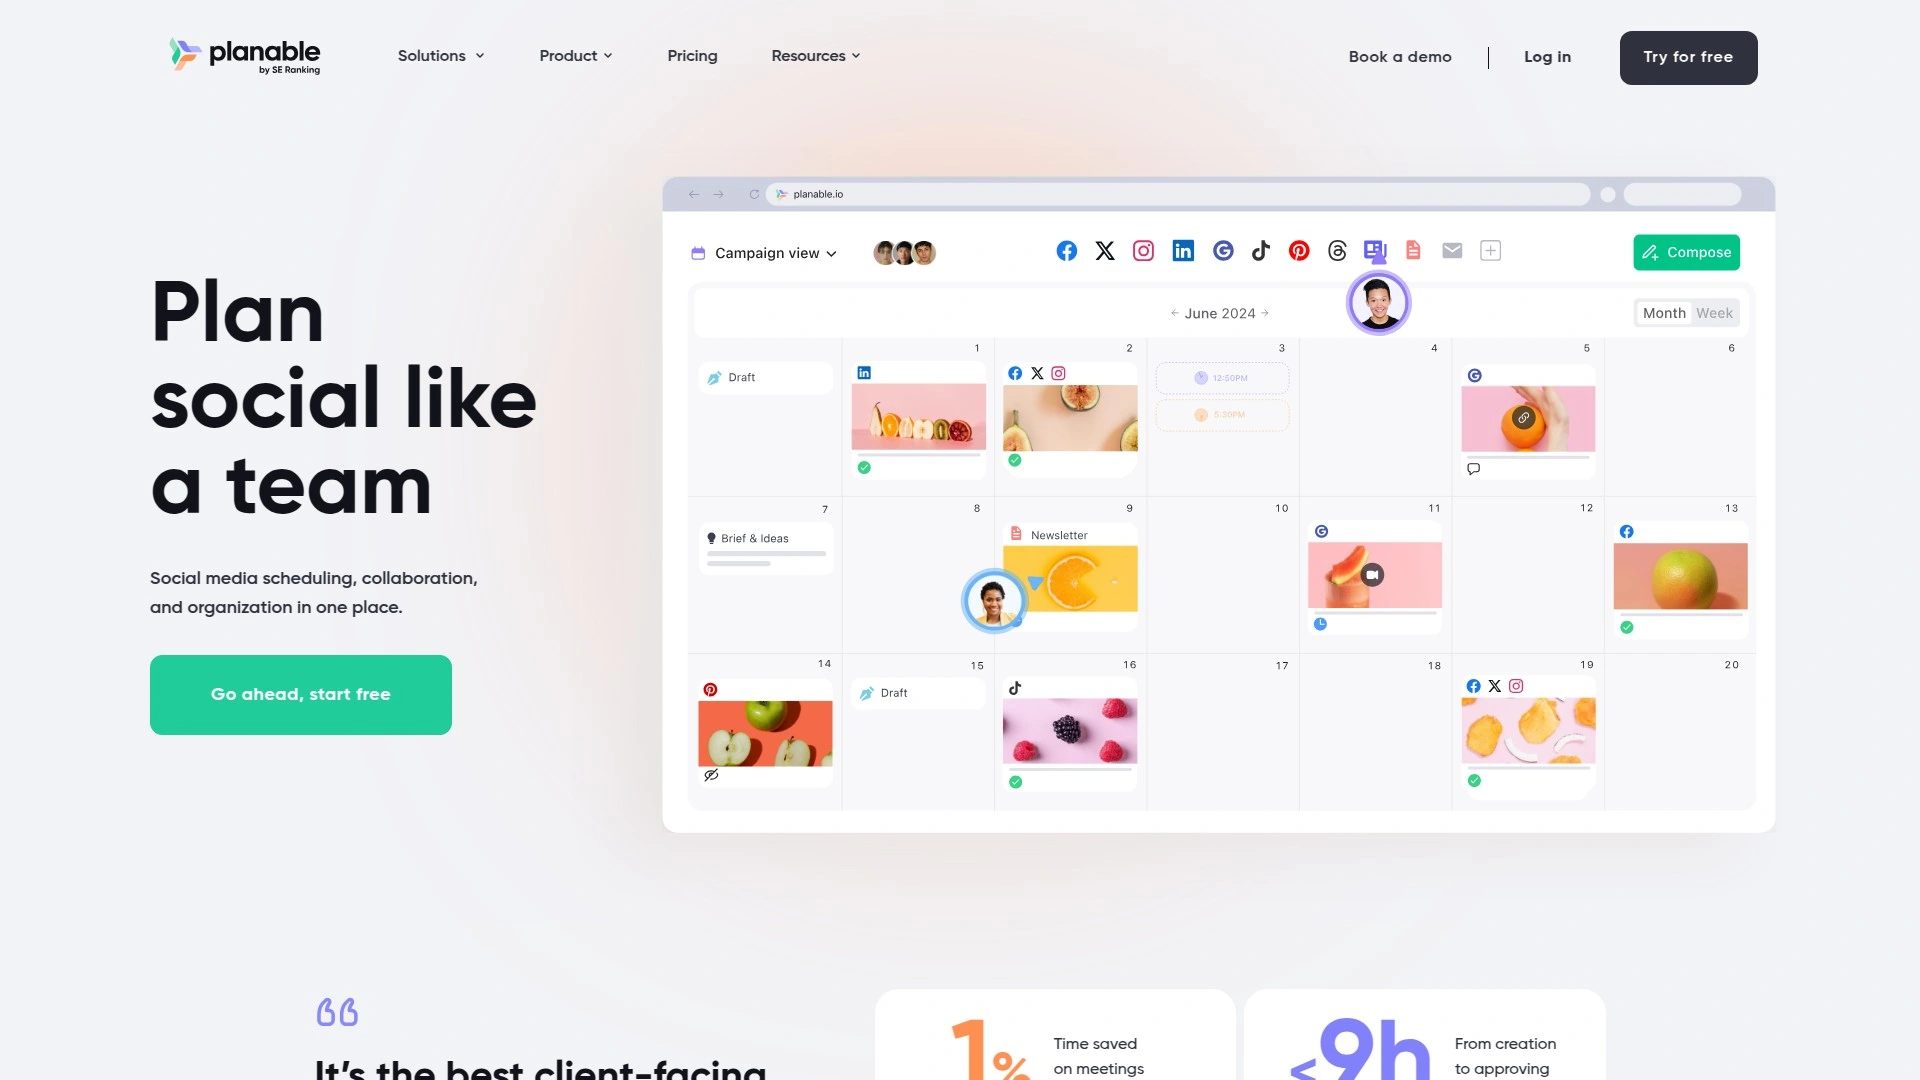 planable
by SE Ranking
Solutions
Product
Pricing
Resources
Book a demo
Log in
Try for free
Plan
social like
a team
Social media scheduling, collaboration,
and organization in one place.
Go ahead, start free
planable.io
Campaign view
Compose
June 2024
Month
Week
1
2
3
4
5
6
Draft
12:50PM
5:30PM
7
8
9
10
11
12
13
Brief & Ideas
Newsletter
14
15
16
17
18
19
20
Draft
It's the best client-facing
1%
Time saved
on meetings
<9h
From creation
to approving